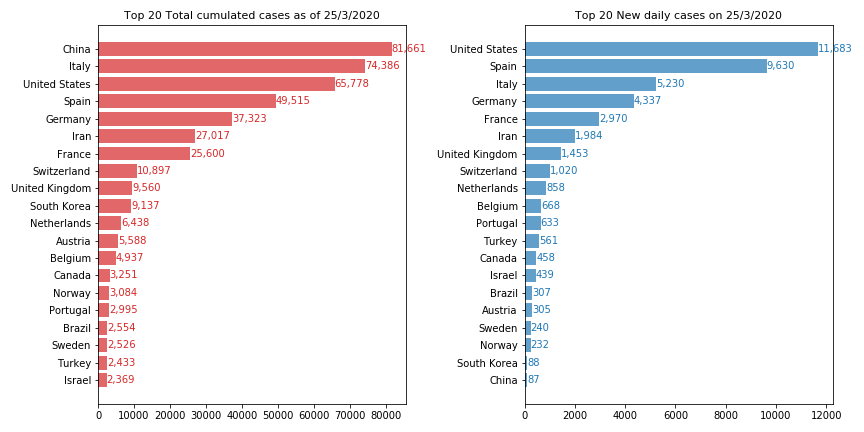 Top 20 Total cumulated cases as of 25/3/2020
China 81,661
Italy 74,386
United States 65,778
Spain 49,515
Germany 37,323
Iran 27,017
France 25,600
Switzerland 10,897
United Kingdom 9,560
South Korea 9,137
Netherlands 6,438
Austria 5,588
Belgium 4,937
Canada 3,251
Norway 3,084
Portugal 2,995
Brazil 2,554
Sweden 2,526
Turkey 2,433
Israel 2,369
0 10000 20000 30000 40000 50000 60000 70000 80000
Top 20 New daily cases on 25/3/2020
United States 11,683
Spain 9,630
Italy 5,230
Germany 4,337
France 2,970
Iran 1,984
United Kingdom 1,453
Switzerland 1,020
Netherlands 858
Belgium 668
Portugal 633
Turkey 561
Canada 458
Israel 439
Brazil 307
Austria 305
Sweden 240
Norway 232
South Korea 88
China 87
0 2000 4000 6000 8000 10000 12000